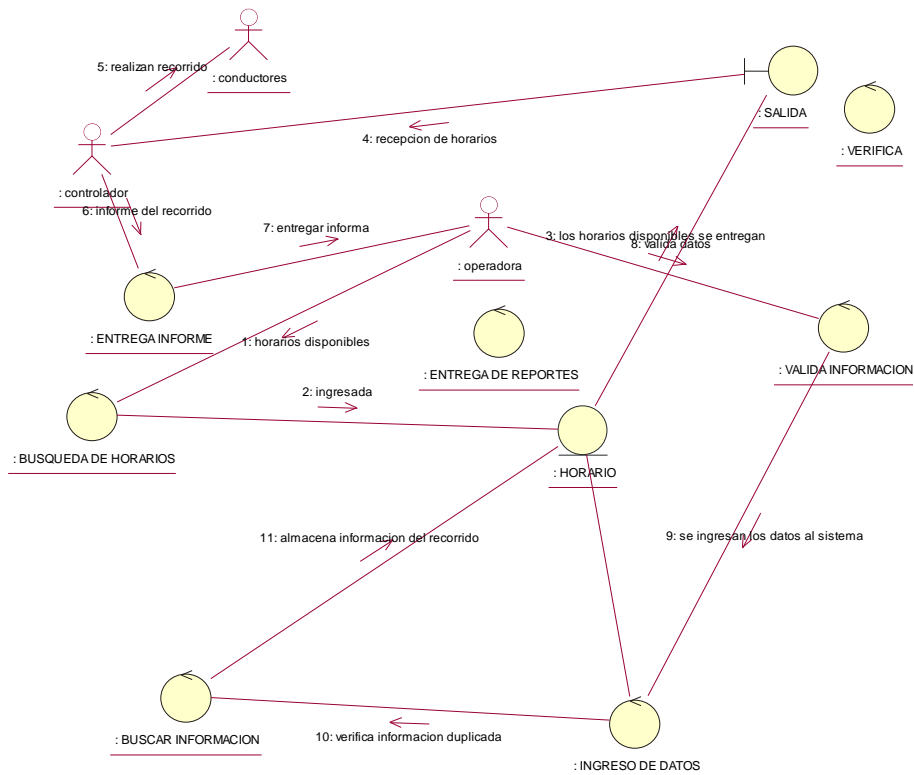 5: realizan recorrido
: conductores
: SALIDA
4: recepcion de horarios
: VERIFICA
: controlador
6: informe del recorrido
7: entregar informa
3: los horarios disponibles se entregan
8: valida datos
: operadora
: ENTREGA INFORME
1: horarios disponibles
: ENTREGA DE REPORTES
: VALIDA INFORMACION
2: ingresada
: BUSQUEDA DE HORARIOS
: HORARIO
11: almacena informacion del recorrido
9: se ingresan los datos al sistema
: BUSCAR INFORMACION
10: verifica informacion duplicada
: INGRESO DE DATOS